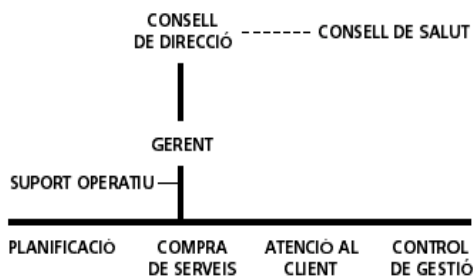 CONSELL
DE DIRECCIÓ
CONSELL DE SALUT
GERENT
SUPORT OPERATIU
PLANIFICACIÓ
COMPRA
DE SERVEIS
ATENCIÓ AL
CLIENT
CONTROL
DE GESTIÓ